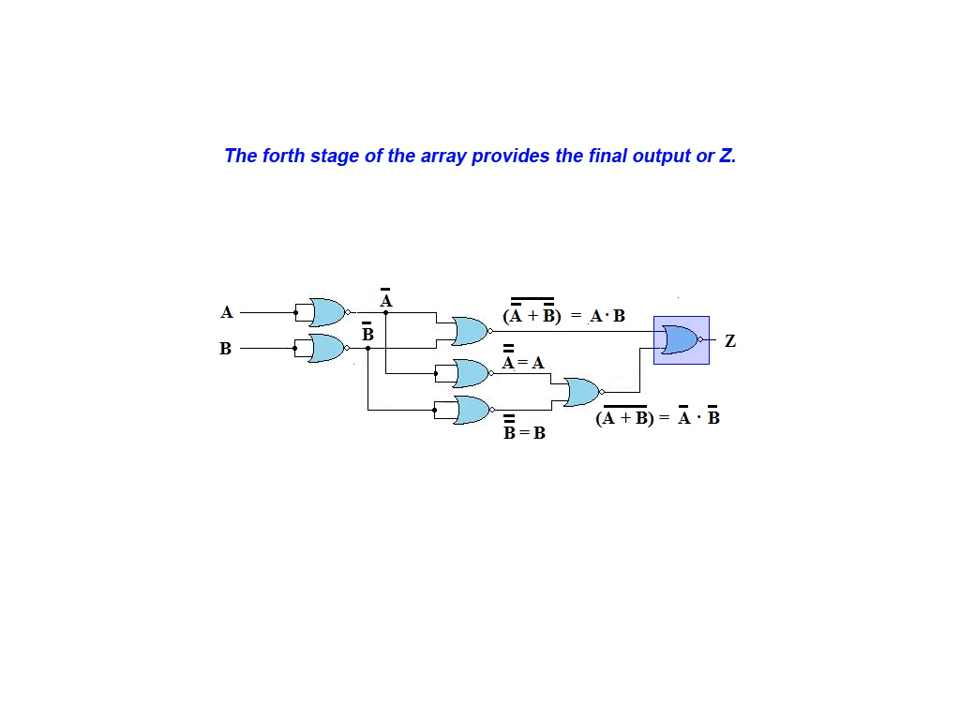 The forth stage of the array provides the final output or Z.
A
B
A̅
B̅
(A̿ + B̿) = A · B
A̿ = A
B̿ = B
(A̅ ̅+̅ ̅B̅) = A̅ · B̅
Z